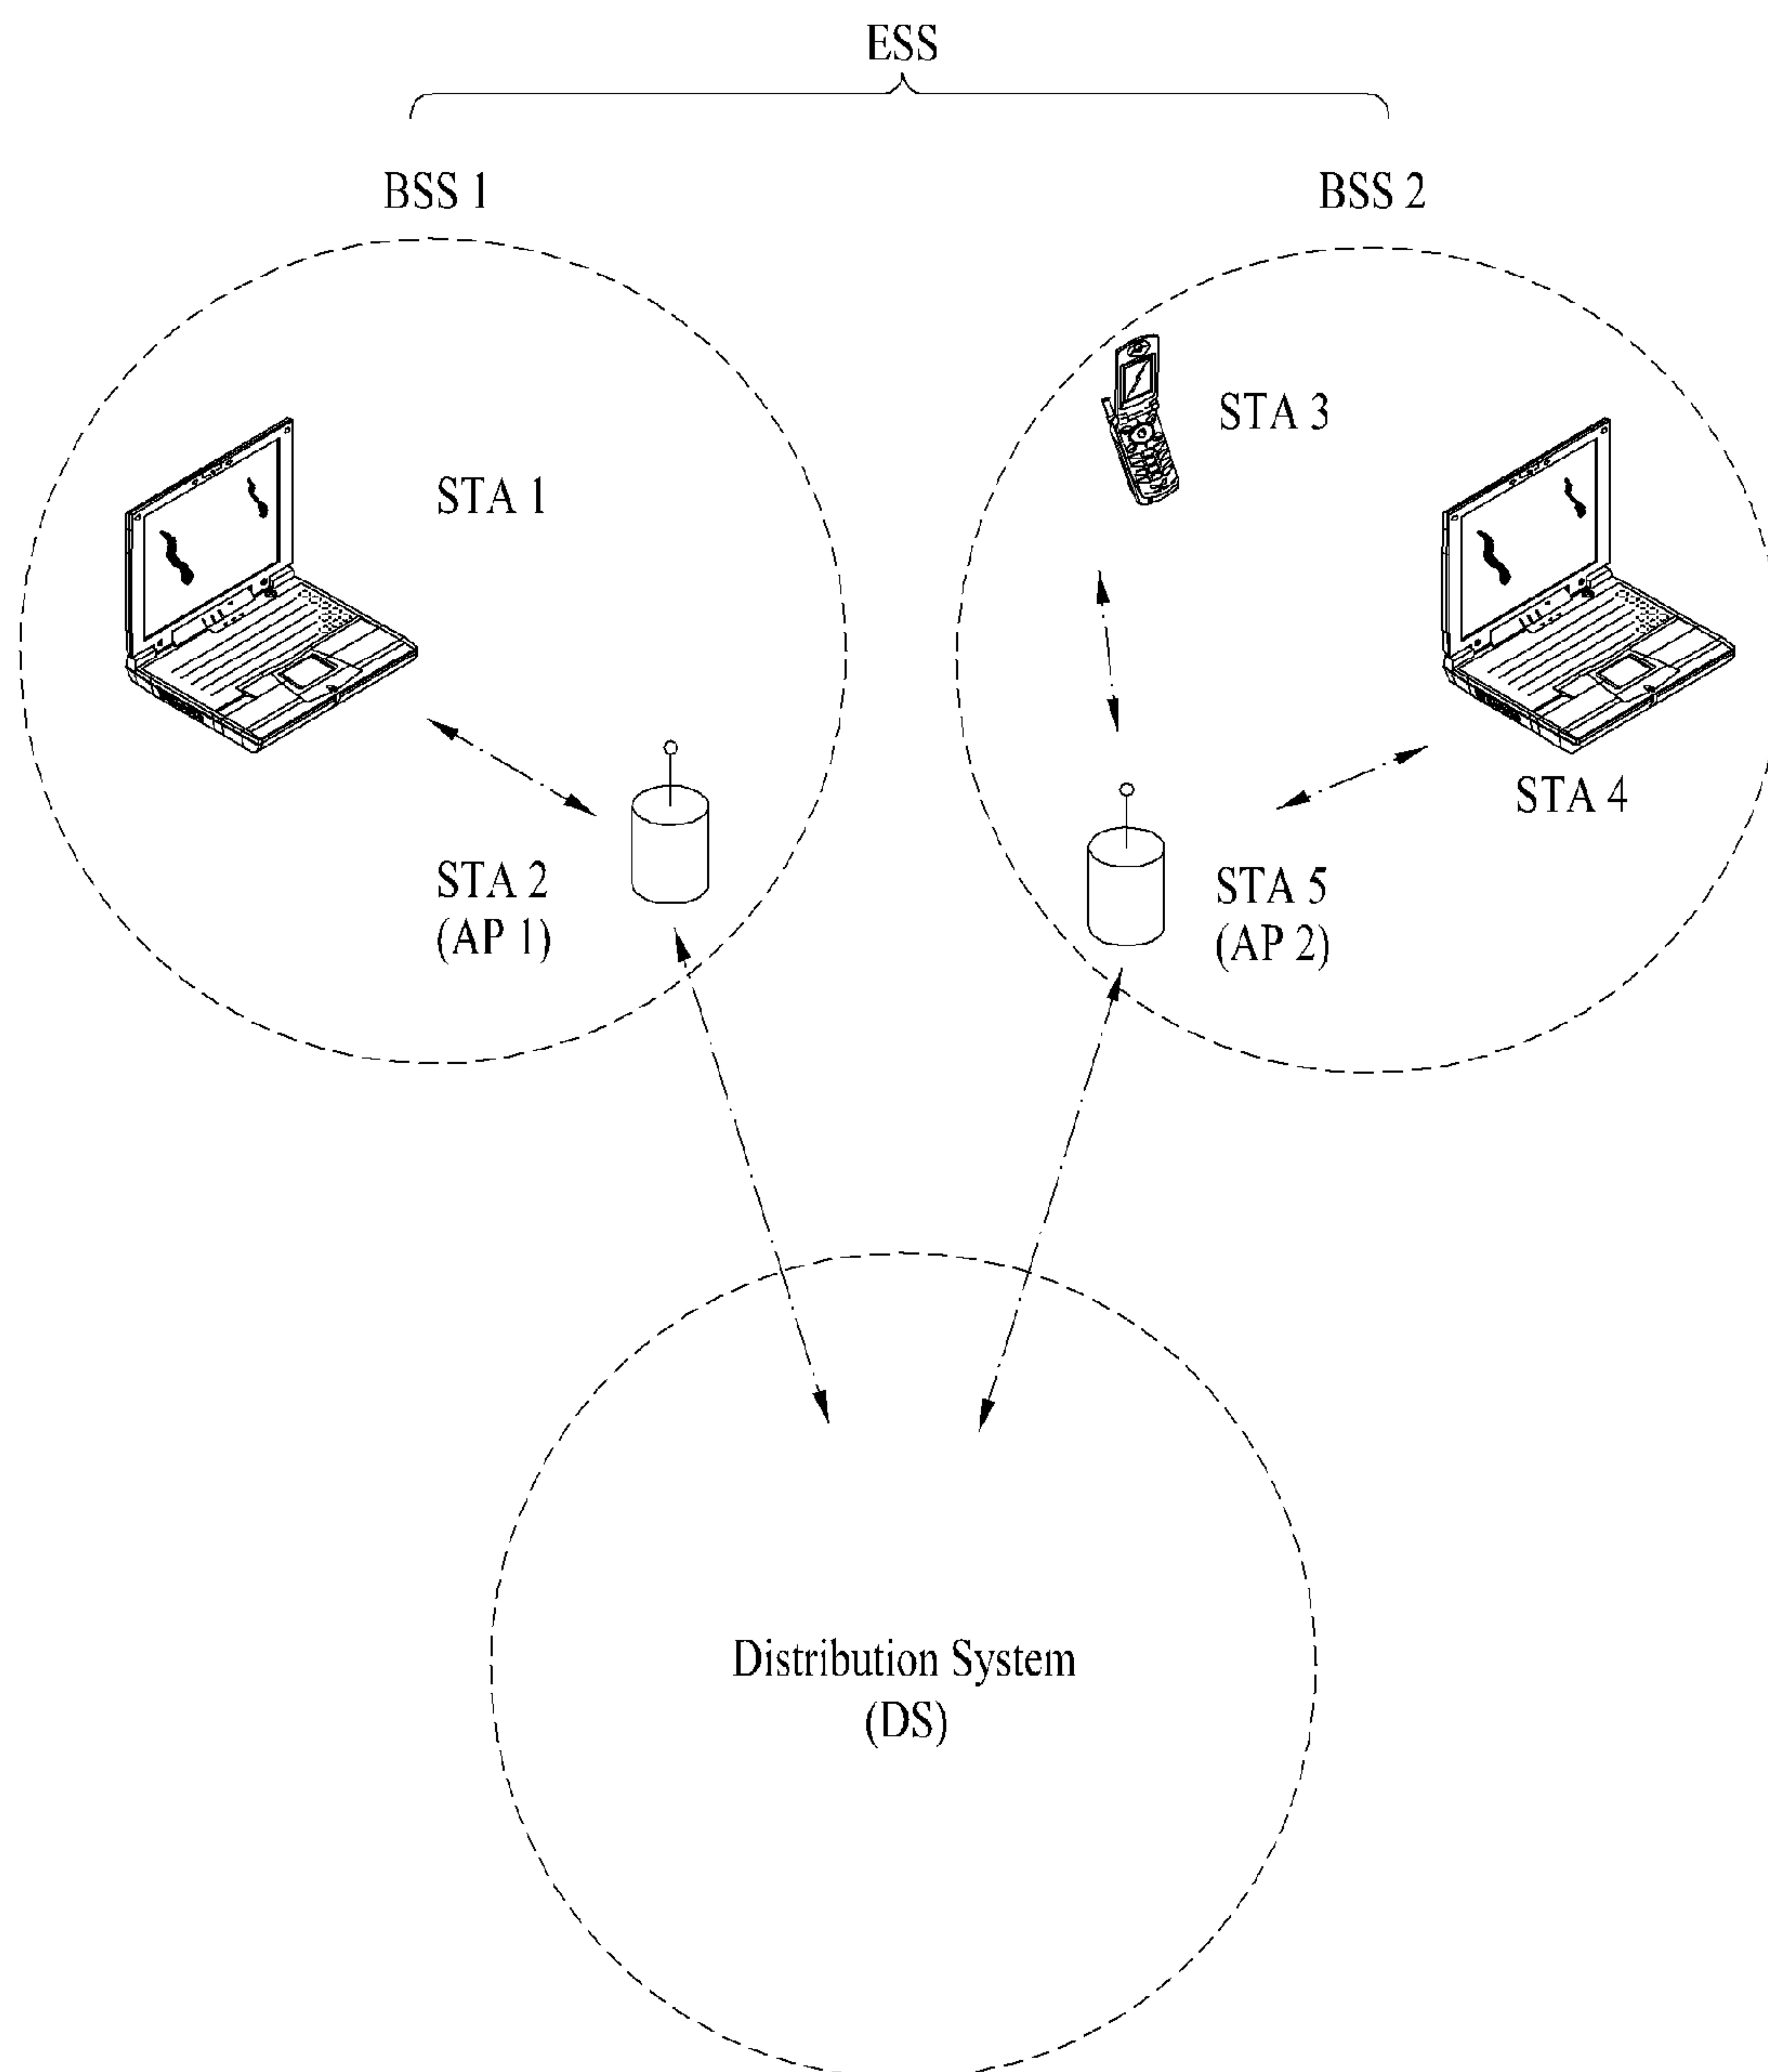 ESS
BSS 1
BSS 2
STA 1
STA 3
STA 4
STA 2
(AP 1)
STA 5
(AP 2)
Distribution System
(DS)